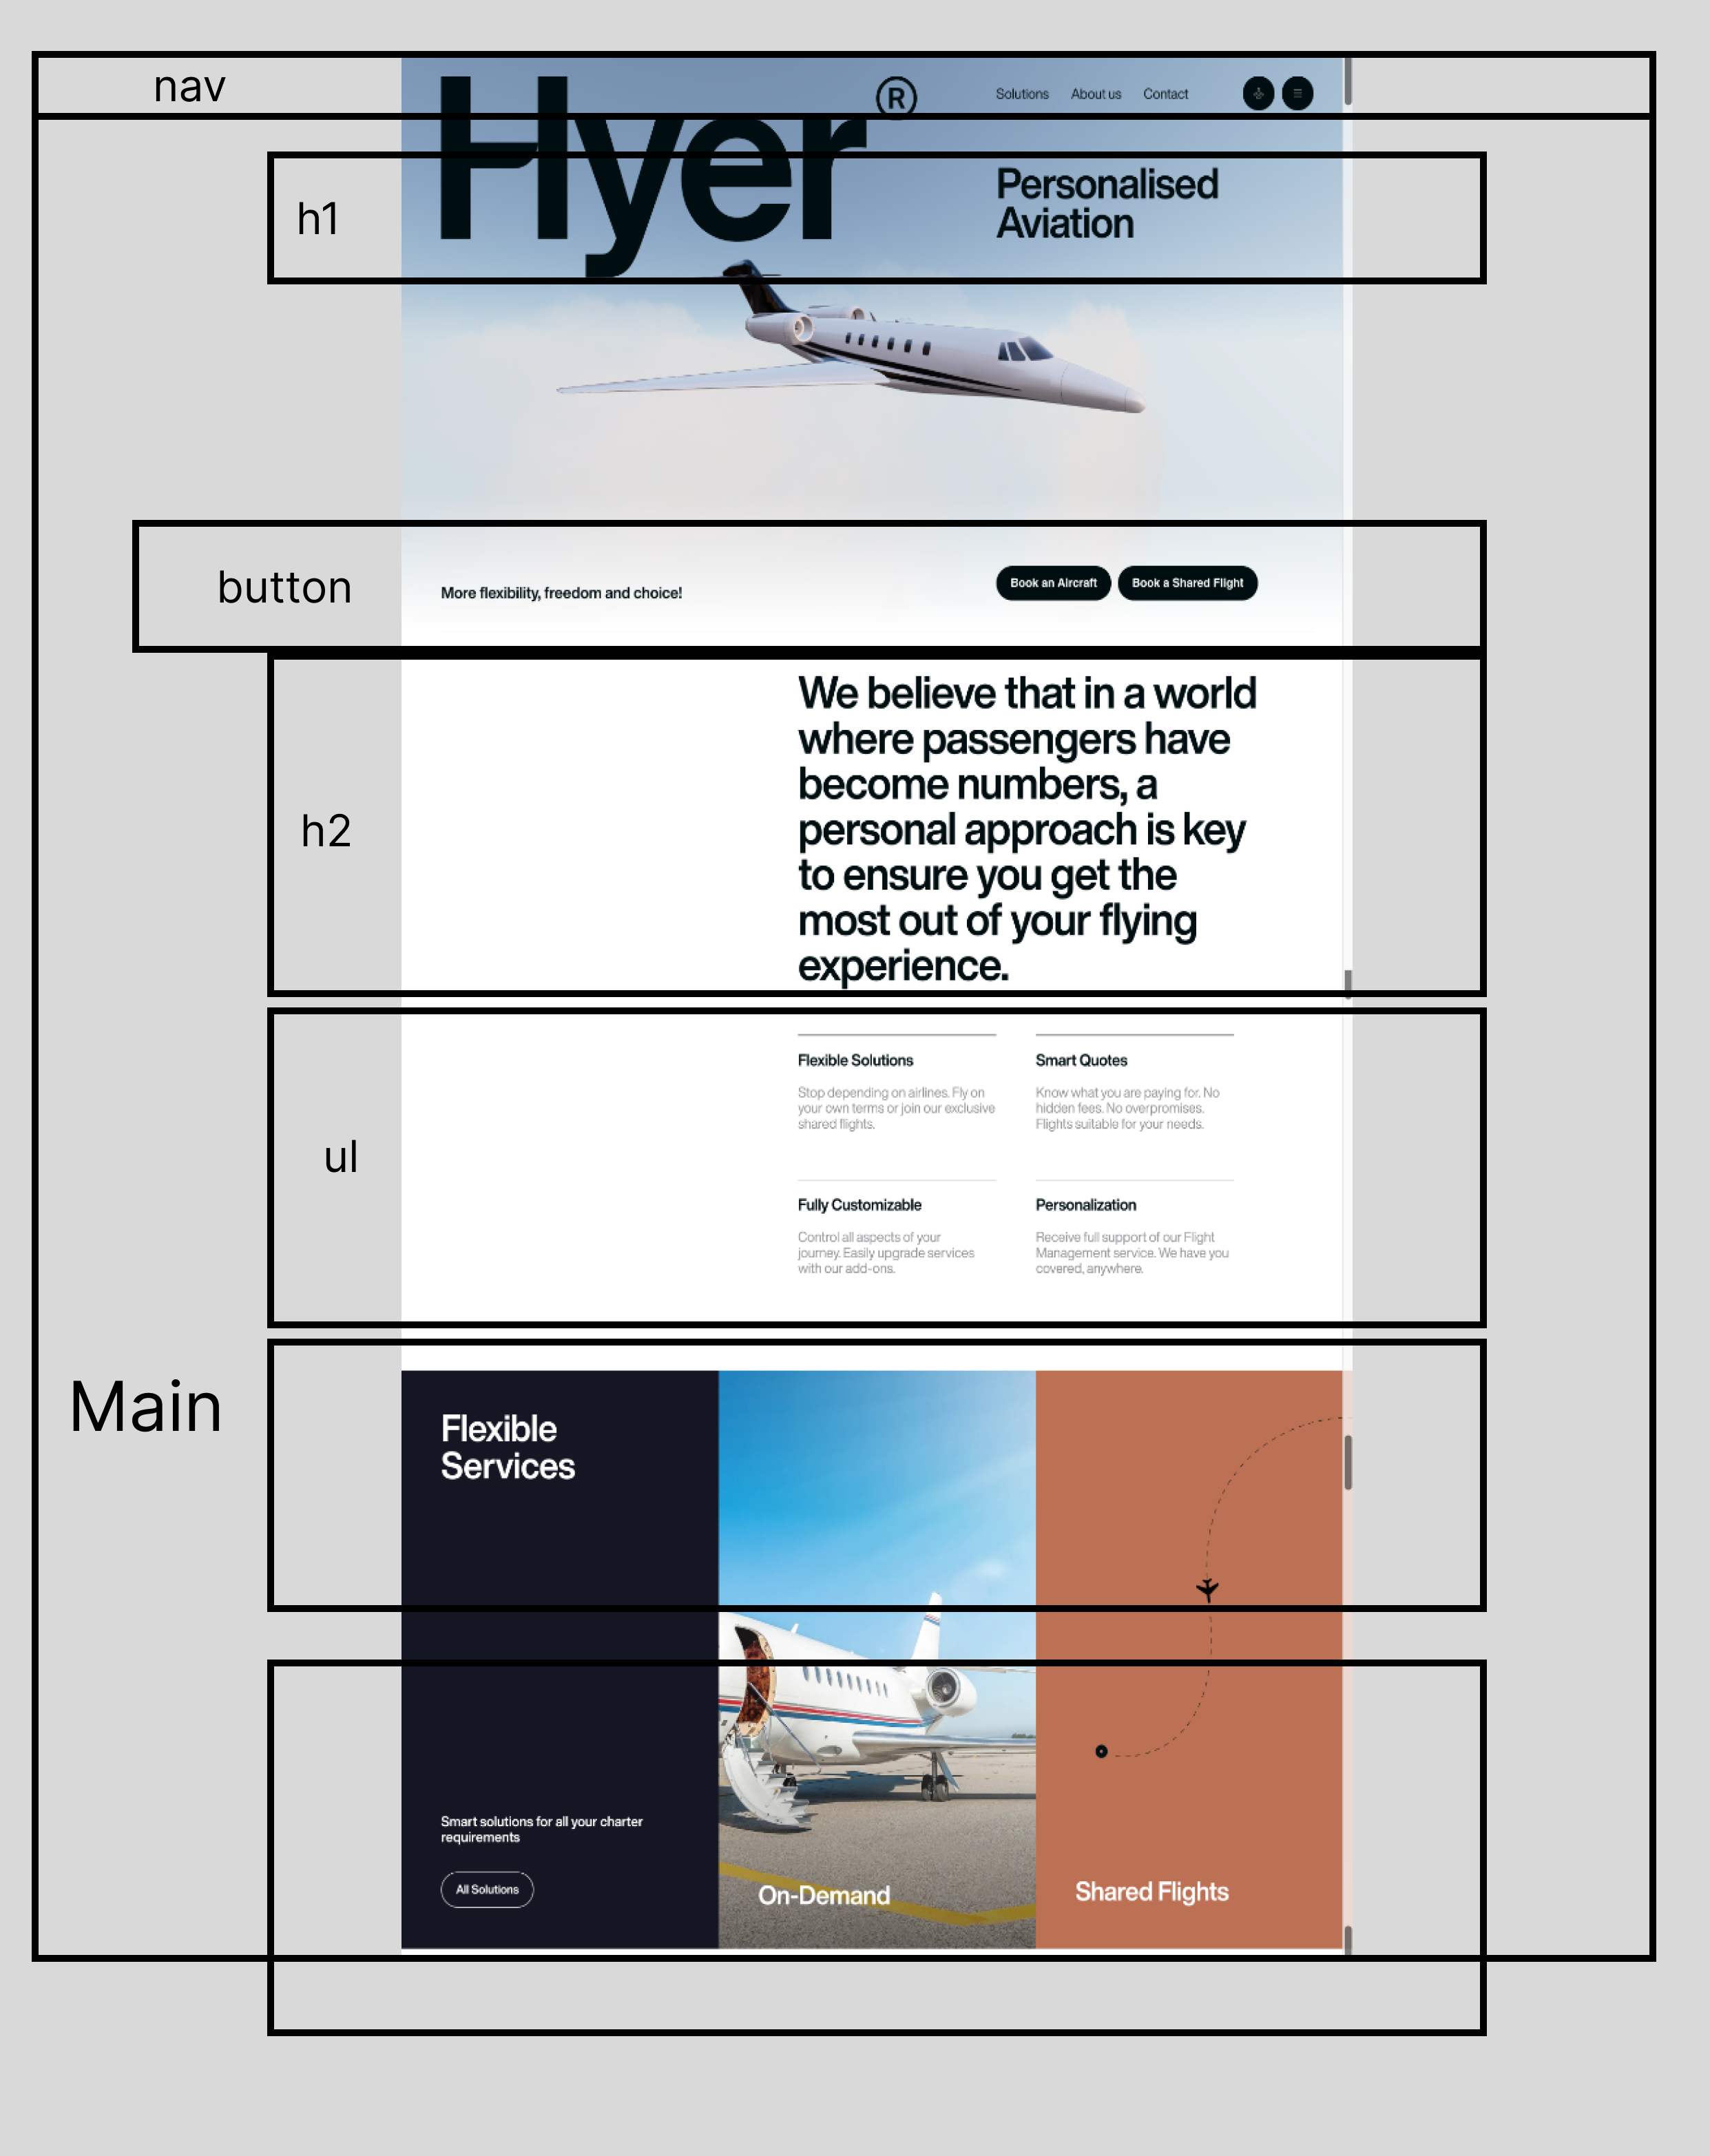 nav
Hyer®
Solutions About us Contact
h1
Personalised
Aviation
button
More flexibility, freedom and choice!
Book an Aircraft
Book a Shared Flight
h2
We believe that in a world
where passengers have
become numbers, a
personal approach is key
to ensure you get the
most out of your flying
experience.
ul
Flexible Solutions
Stop depending on airlines. Fly on
your own terms or join our exclusive
shared flights.
Smart Quotes
Know what you are paying for. No
hidden fees. No overpromises.
Flights suitable for your needs.
Fully Customizable
Control all aspects of your
journey. Easily upgrade services
with our add-ons.
Personalization
Receive full support of our Flight
Management service. We have you
covered, anywhere.
Main
Flexible
Services
Smart solutions for all your charter
requirements
All Solutions
On-Demand
Shared Flights